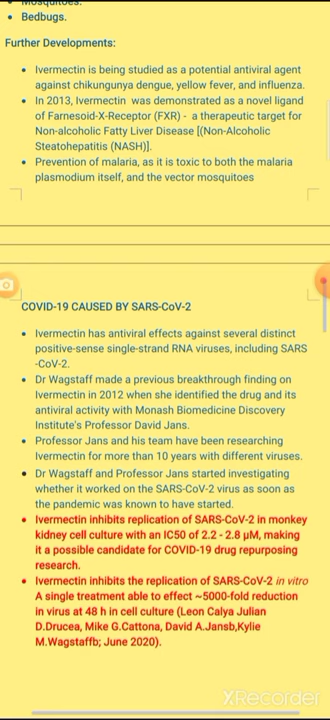 Mosquitoes.
• Bedbugs.
Further Developments:
• Ivermectin is being studied as a potential antiviral agent
against chikungunya dengue, yellow fever, and influenza.
• In 2013, Ivermectin was demonstrated as a novel ligand
of Farnesoid-X-Receptor (FXR) - a therapeutic target for
Non-alcoholic Fatty Liver Disease [(Non-Alcoholic
Steatohepatitis (NASH)].
• Prevention of malaria, as it is toxic to both the malaria
plasmodium itself, and the vector mosquitoes
COVID-19 CAUSED BY SARS-CoV-2
• Ivermectin has antiviral effects against several distinct
positive-sense single-strand RNA viruses, including SARS
-CoV-2.
• Dr Wagstaff made a previous breakthrough finding on
Ivermectin in 2012 when she identified the drug and its
antiviral activity with Monash Biomedicine Discovery
Institute's Professor David Jans.
• Professor Jans and his team have been researching
Ivermectin for more than 10 years with different viruses.
• Dr Wagstaff and Professor Jans started investigating
whether it worked on the SARS-CoV-2 virus as soon as
the pandemic was known to have started.
• Ivermectin inhibits replication of SARS-CoV-2 in monkey
kidney cell culture with an IC50 of 2.2 - 2.8 µM, making
it a possible candidate for COVID-19 drug repurposing
research.
• Ivermectin inhibits the replication of SARS-CoV-2 in vitro
A single treatment able to effect ~5000-fold reduction
in virus at 48 h in cell culture (Leon Calya Julian
D.Drucea, Mike G.Cattona, David A.Jansb,Kylie
M.Wagstaffb; June 2020).
XRecorder